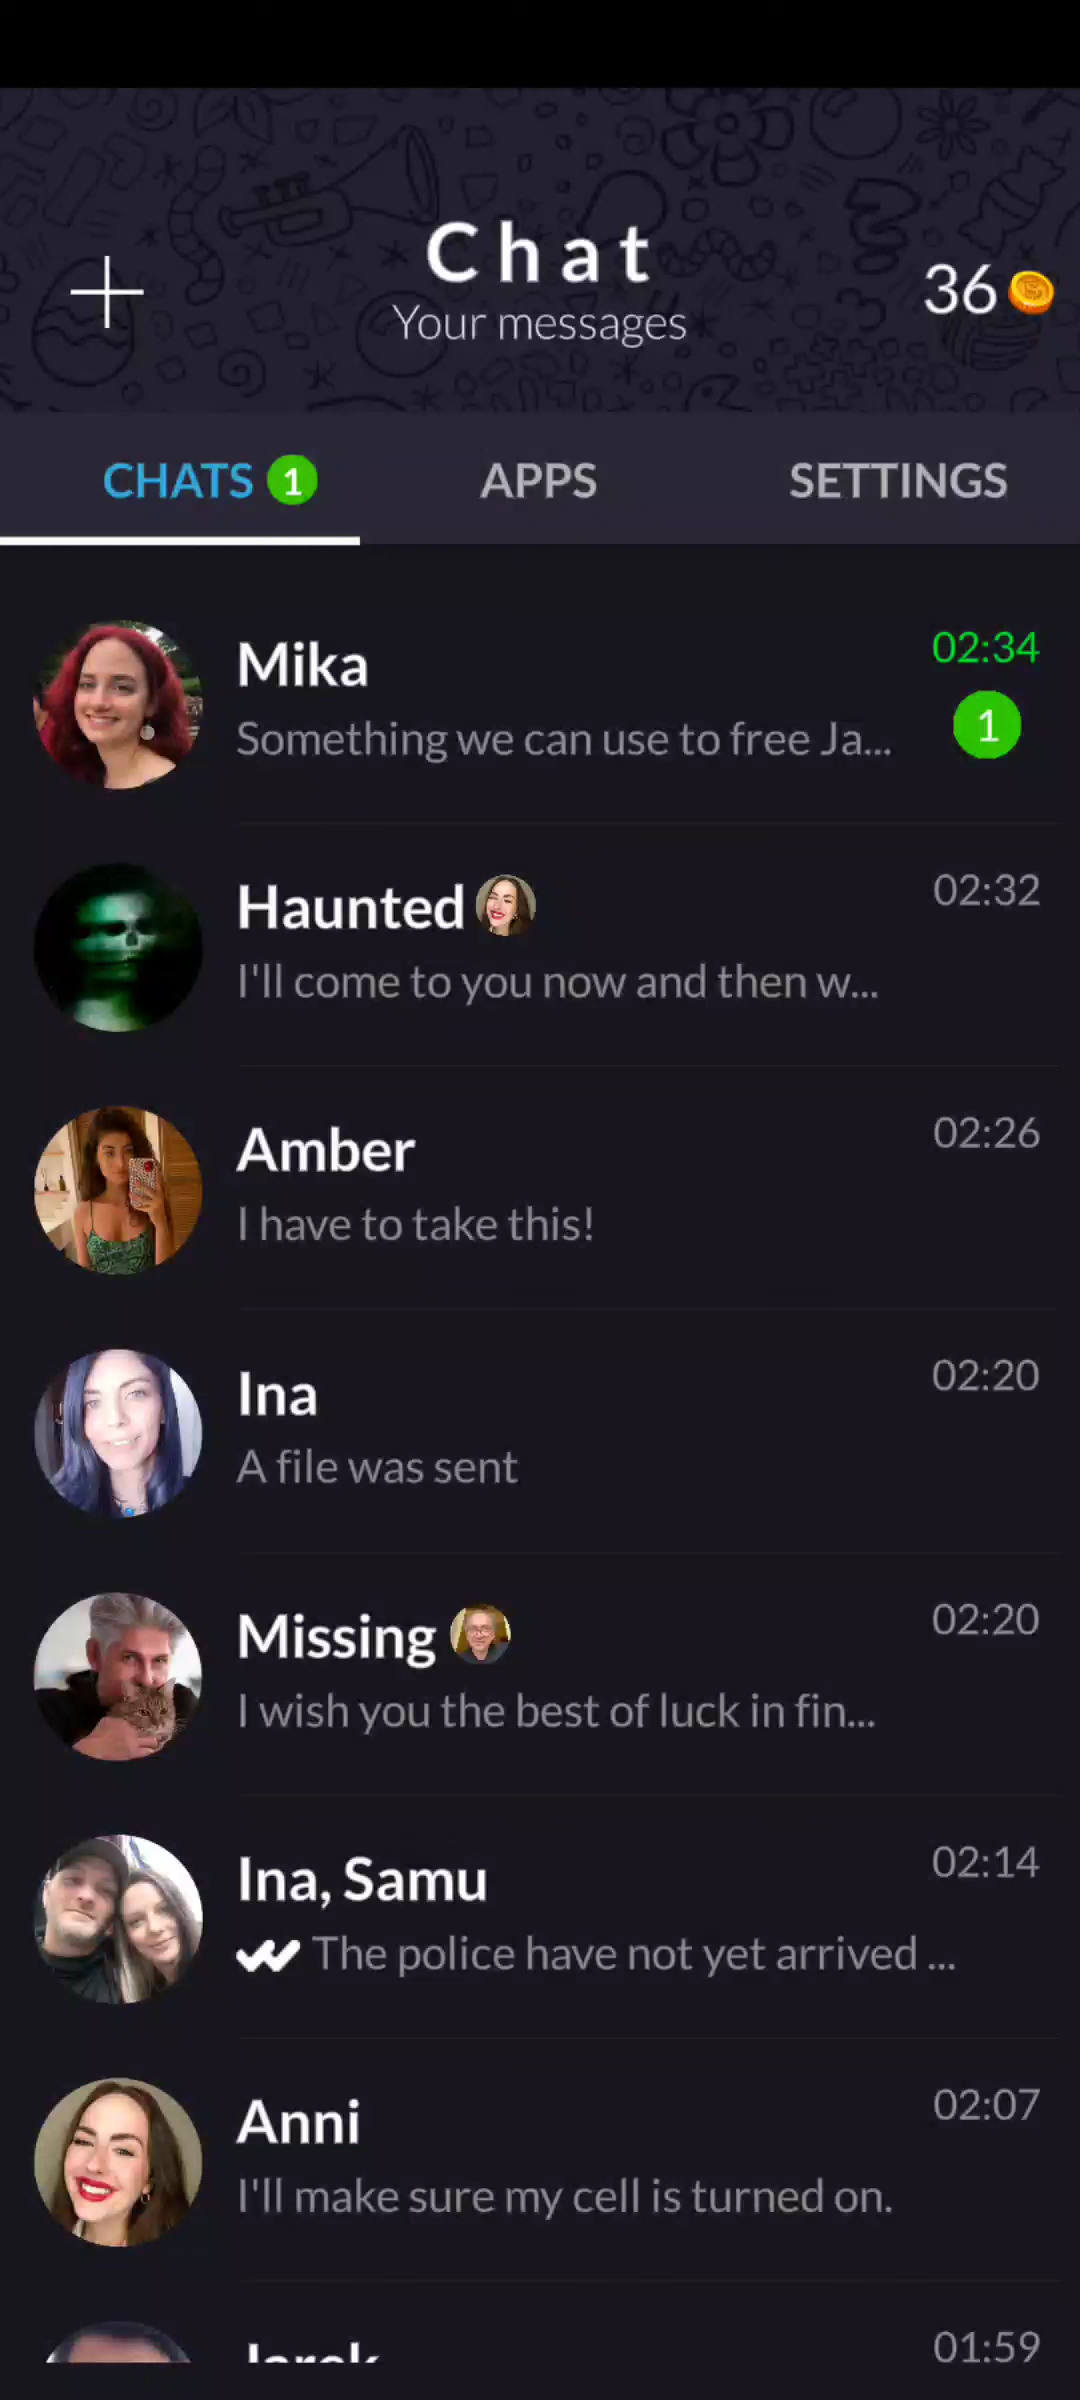 Chat
Your messages
36
CHATS 1
APPS
SETTINGS
Mika
02:34
Something we can use to free Ja...
1
Haunted
02:32
I'll come to you now and then w...
Amber
02:26
I have to take this!
Ina
02:20
A file was sent
Missing
02:20
I wish you the best of luck in fin...
Ina, Samu
02:14
The police have not yet arrived ...
Anni
02:07
I'll make sure my cell is turned on.
Jarek
01:59